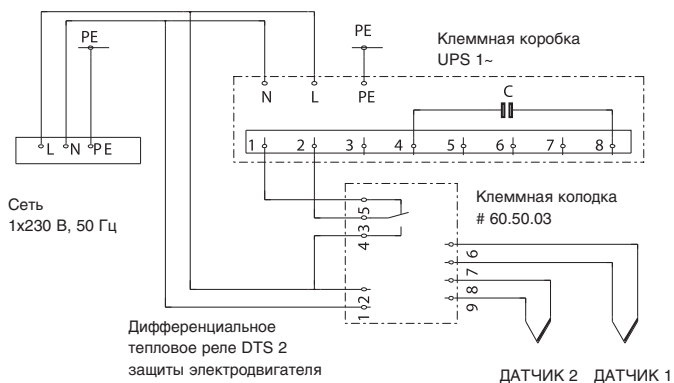 PE
PE
Клеммная коробка
UPS 1~
C
N L PE
L N PE
1 2 3 4 5 6 7 8
Сеть
1x230 В, 50 Гц
Клеммная колодка
# 60.50.03
5
3
4
6
7
8
9
2
1
Дифференциальное
тепловое реле DTS 2
защиты электродвигателя
ДАТЧИК 2 ДАТЧИК 1